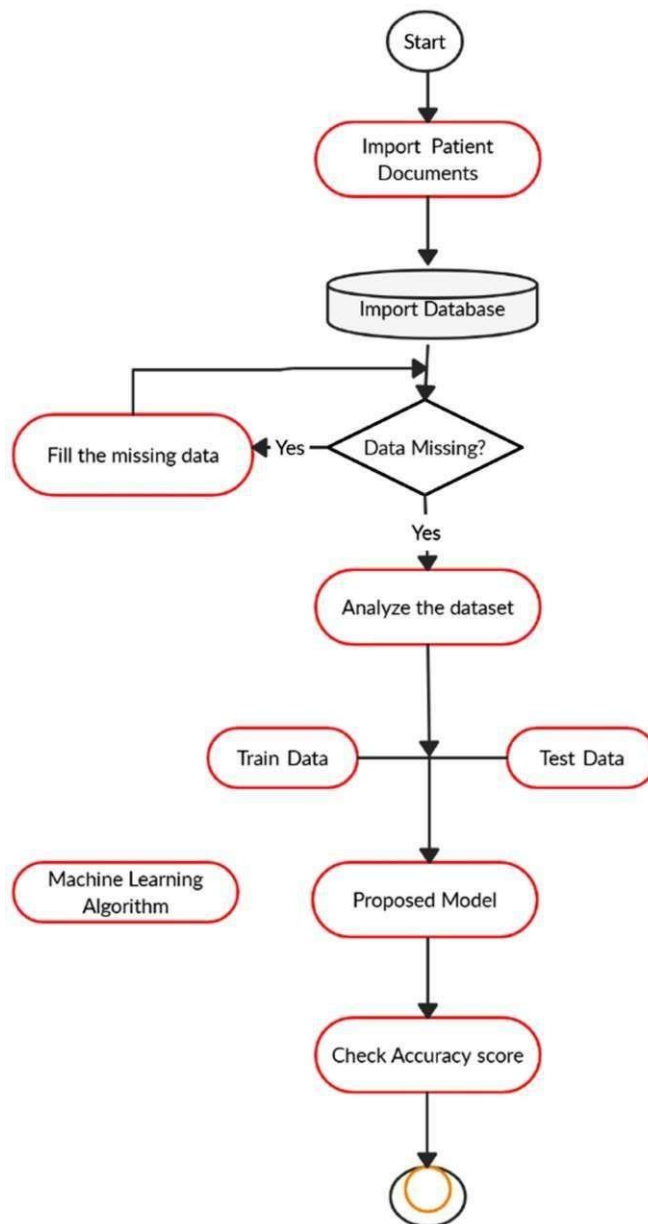 Start
Import Patient
Documents
Import Database
Fill the missing data
Yes
Data Missing?
Yes
Analyze the dataset
Train Data
Test Data
Machine Learning
Algorithm
Proposed Model
Check Accuracy score